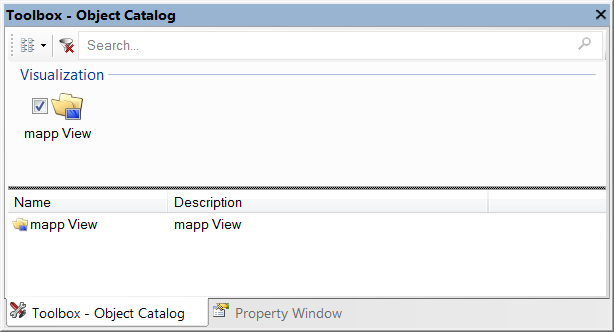 Toolbox - Object Catalog
Search...
Visualization
mapp View
Name Description
mapp View mapp View
Toolbox - Object Catalog Property Window